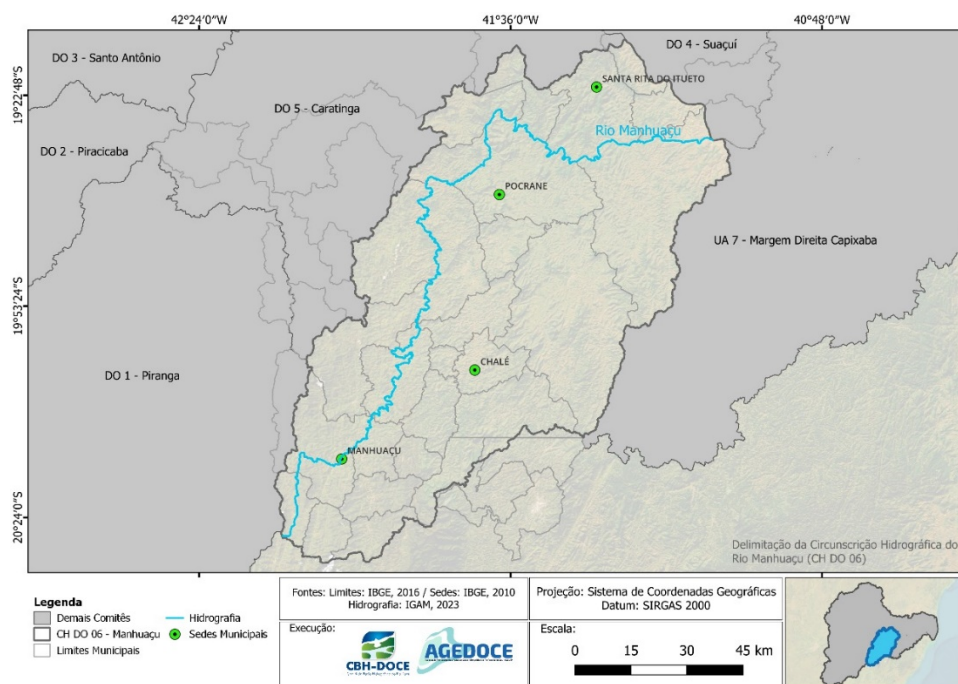 42°24'0"W
41°36'0"W
40°48'0"W
DO 3 - Santo Antônio
DO 4 - Suaçuí
SANTA RITA DO ITUETO
19°22'48"S
DO 5 - Caratinga
Rio Manhuaçu
DO 2 - Piracicaba
POCRANE
UA 7 - Margem Direita Capixaba
19°53'24"S
CHALÉ
DO 1 - Piranga
MANHUAÇU
20°24'0"S
Delimitação da Circunscrição Hidrográfica do
Rio Manhuaçu (CH DO 06)
Legenda
Demais Comitês
Hidrografia
CH DO 06 - Manhuaçu
Sedes Municipais
Limites Municipais
Fontes: Limites: IBGE, 2016 / Sedes: IBGE, 2010
Hidrografia: IGAM, 2023
Execução:
CBH-DOCE
AGEDOCE
Projeção: Sistema de Coordenadas Geográficas
Datum: SIRGAS 2000
Escala:
0 15 30 45 km